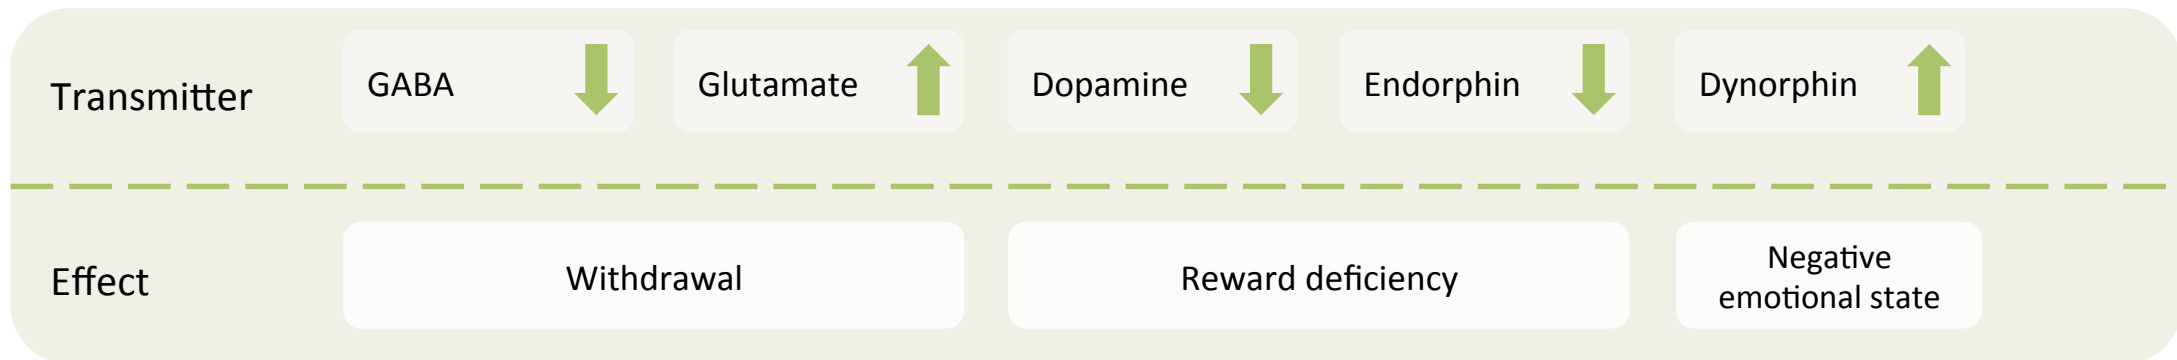 Transmitter GABA Glutamate Dopamine Endorphin Dynorphin
Effect Withdrawal Reward deficiency Negative
emotional state